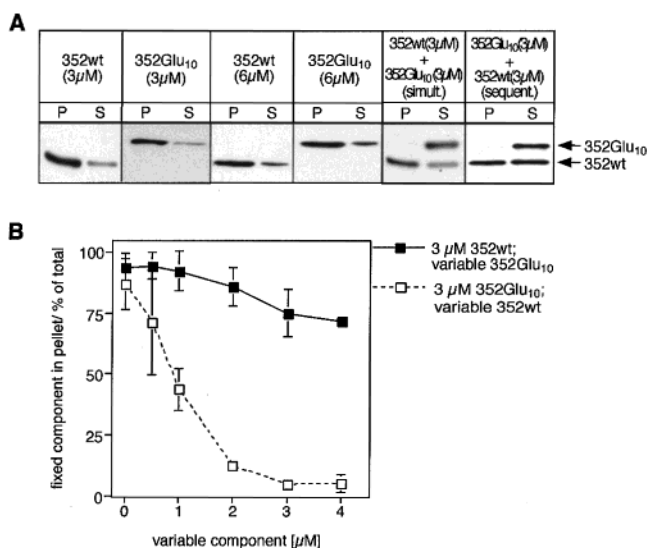 A
352wt
(3µM)
352Glu10
(3µM)
352wt
(6µM)
352Glu10
(6µM)
352wt(3µM)
+
352Glu10(3µM)
(simult.)
352Glu10(3µM)
+
352wt(3µM)
(sequent.)
P S P S P S P S P S P S
352Glu10
352wt
B
fixed component in pellet/ % of total
100
75
50
25
0
0 1 2 3 4
variable component [µM]
3 µM 352wt;
variable 352Glu10
3 µM 352Glu10;
variable 352wt